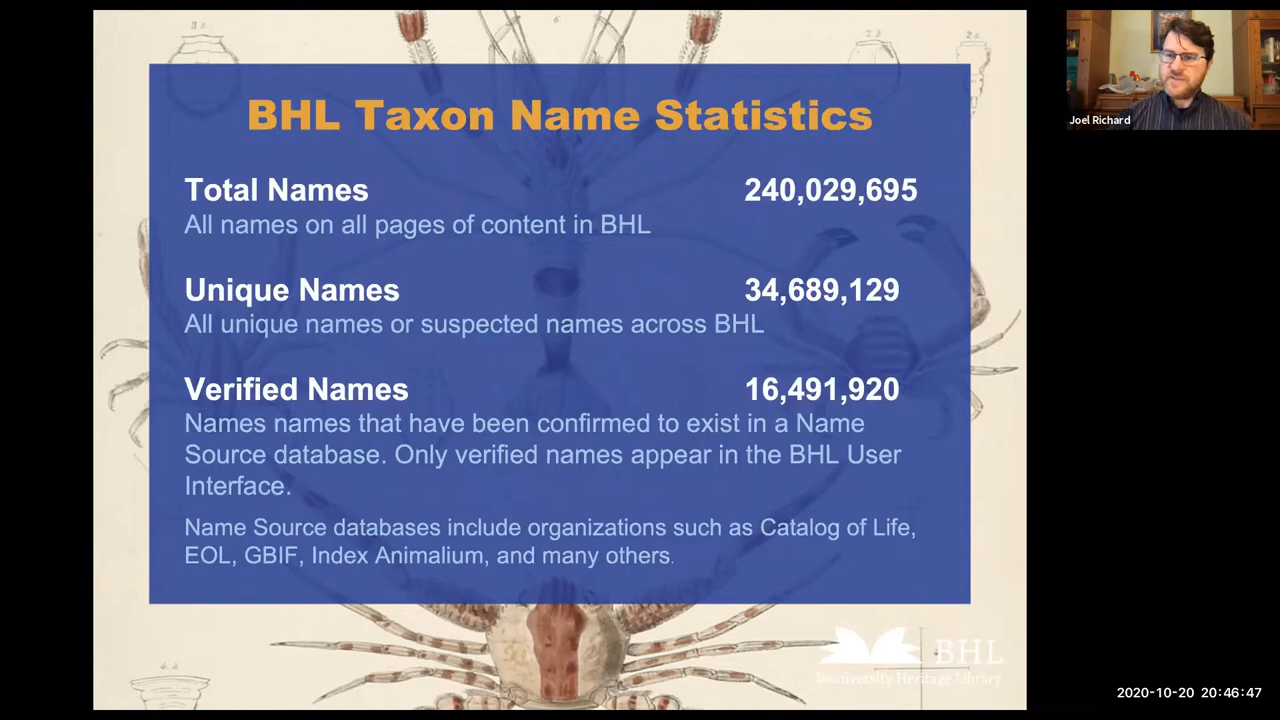 BHL Taxon Name Statistics
Total Names 240,029,695
All names on all pages of content in BHL
Unique Names 34,689,129
All unique names or suspected names across BHL
Verified Names 16,491,920
Names names that have been confirmed to exist in a Name
Source database. Only verified names appear in the BHL User
Interface.
Name Source databases include organizations such as Catalog of Life,
EOL, GBIF, Index Animalium, and many others.
BHL
Biodiversity Heritage Library
Joel Richard
2020-10-20 20:46:47